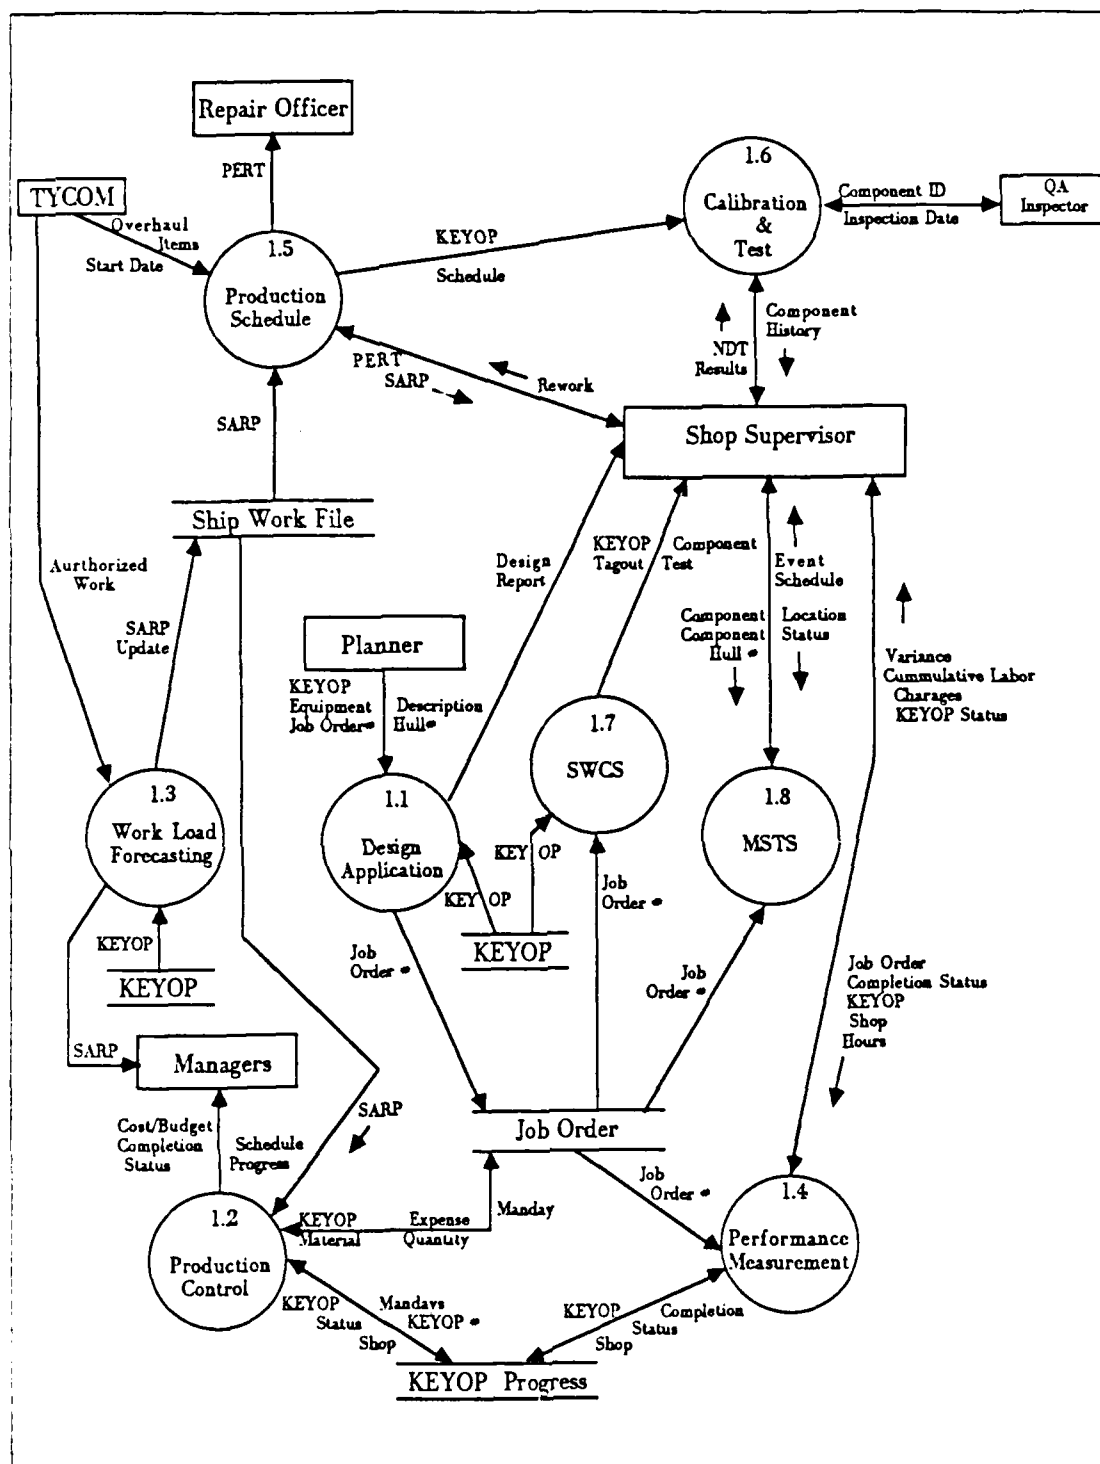 Repair Officer
PERT
TYCOM
Overhaul
Items
Start Date
1.5
Production
Schedule
KEYOP
Schedule
1.6
Calibration
&
Test
Component ID
Inspection Date
QA
Inspector
NDT
Results
Component
History
PERT
SARP
Rework
SARP
Shop Supervisor
Ship Work File
Aurthorized
Work
SARP
Update
Design
Report
KEYOP Component
Tagout Test
Event
Schedule
Component Location
Component Status
Hull #
Variance
Cummulative Labor
Charages
KEYOP Status
Planner
KEYOP
Equipment Description
Job Order# Hull#
1.3
Work Load
Forecasting
1.1
Design
Application
1.7
SWCS
1.8
MSTS
KEYOP
KEYOP
KEY OP
KEY OP
KEYOP
Job
Order #
Job
Order #
Job
Order #
Job Order
Completion Status
KEYOP
Shop
Hours
SARP
Managers
Cost/Budget
Completion Schedule
Status Progress
SARP
Job Order
Job
Order #
1.2
Production
Control
KEYOP Expense
Material Quantity
Manday
1.4
Performance
Measurement
KEYOP Mandays
Status KEYOP #
Shop
KEYOP Completion
Status
Shop
KEYOP Progress